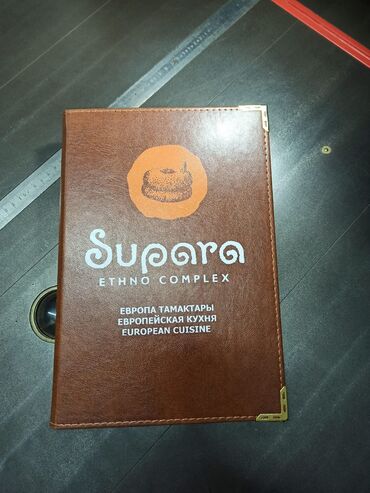 Supara
ETHNO COMPLEX
ЕВРОПА ТАМАКТАРЫ
ЕВРОПЕЙСКАЯ КУХНЯ
EUROPEAN CUISINE